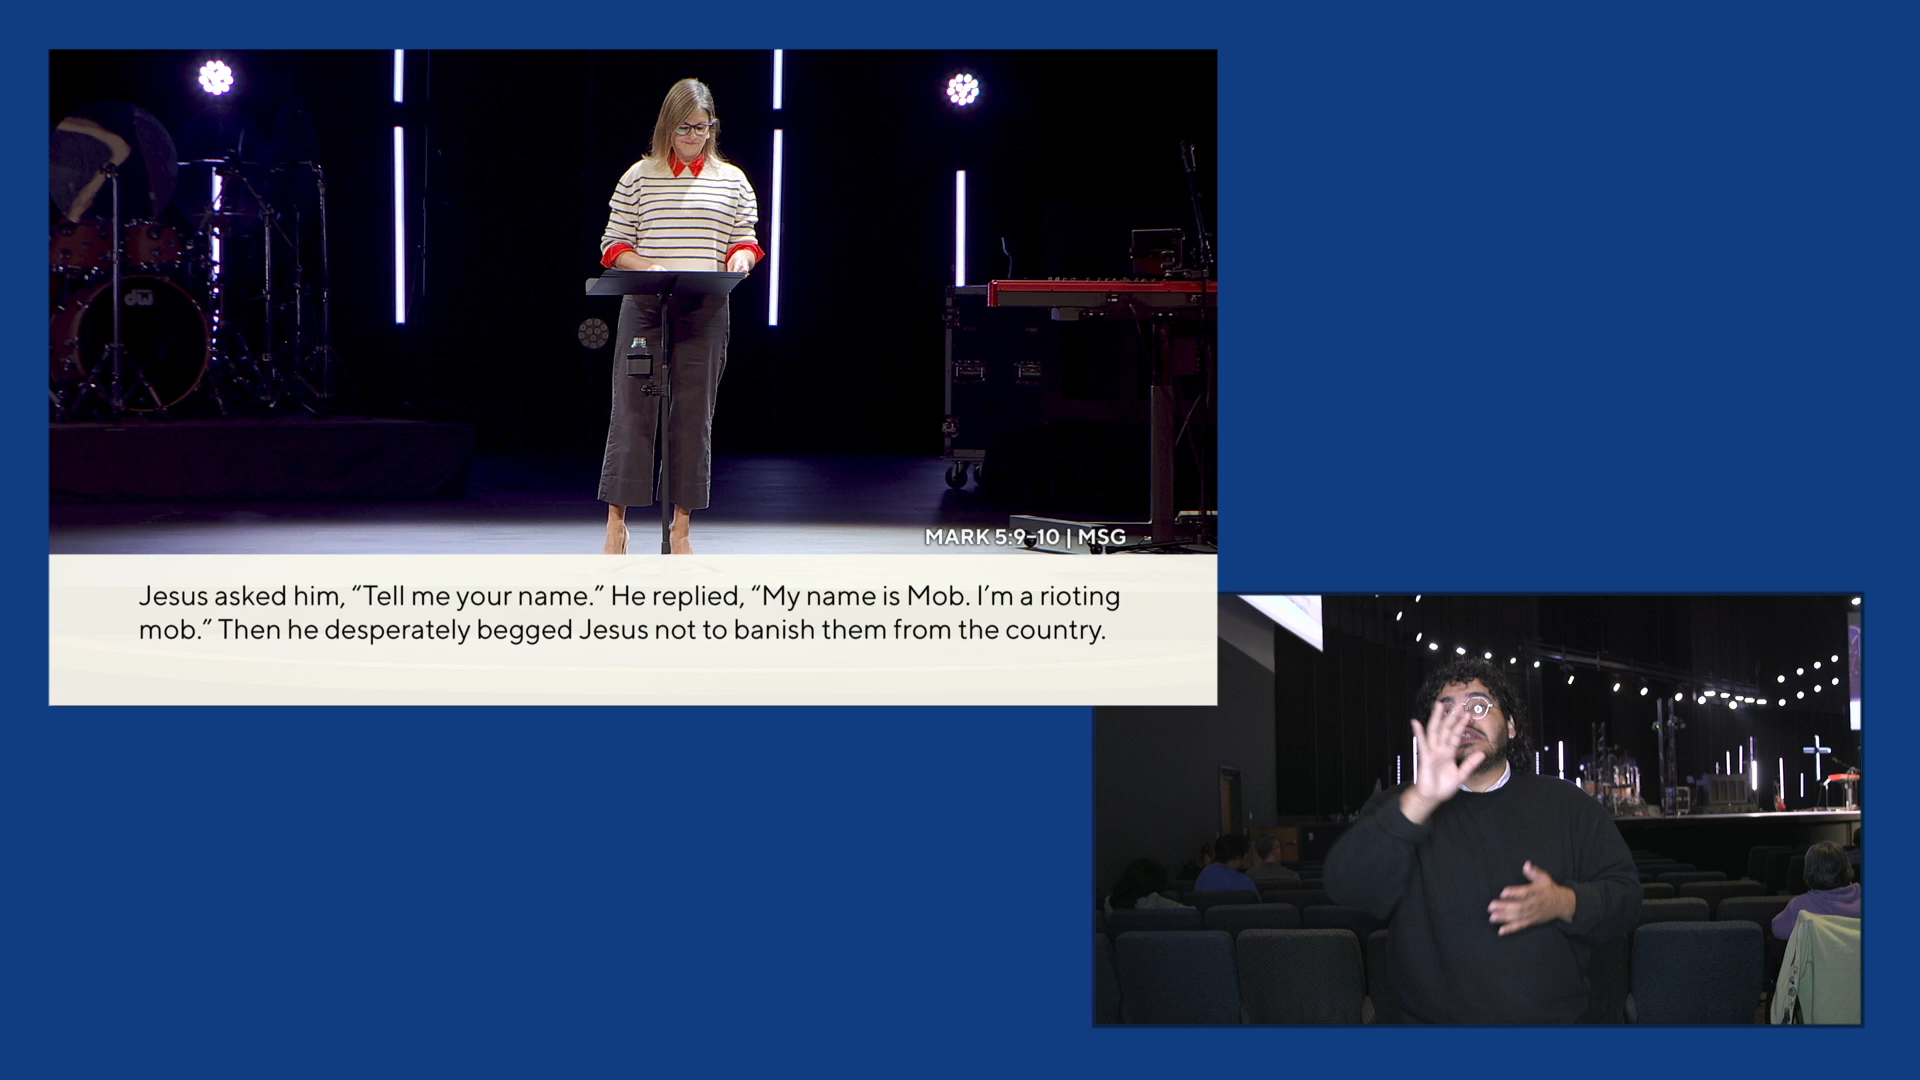 dw
MARK 5:9–10 | MSG
Jesus asked him, “Tell me your name.” He replied, “My name is Mob. I’m a rioting
mob.” Then he desperately begged Jesus not to banish them from the country.